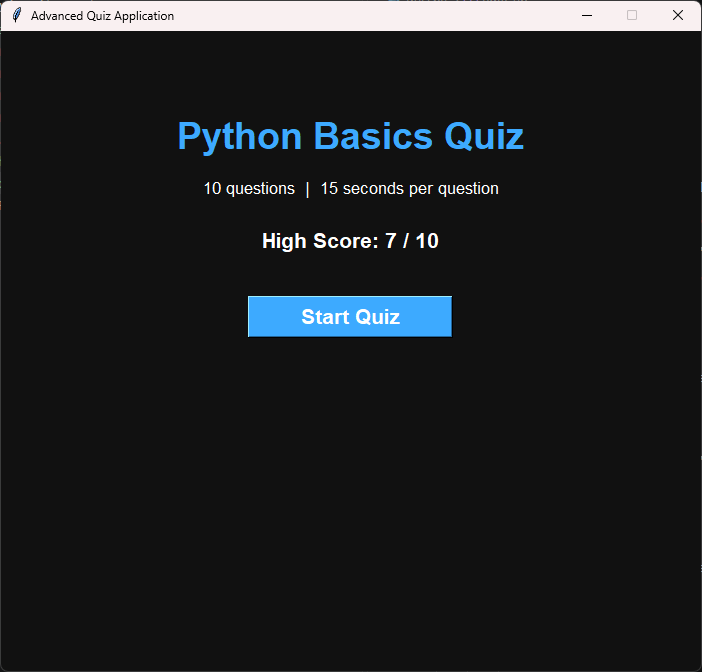 Advanced Quiz Application
Python Basics Quiz
10 questions | 15 seconds per question
High Score: 7 / 10
Start Quiz